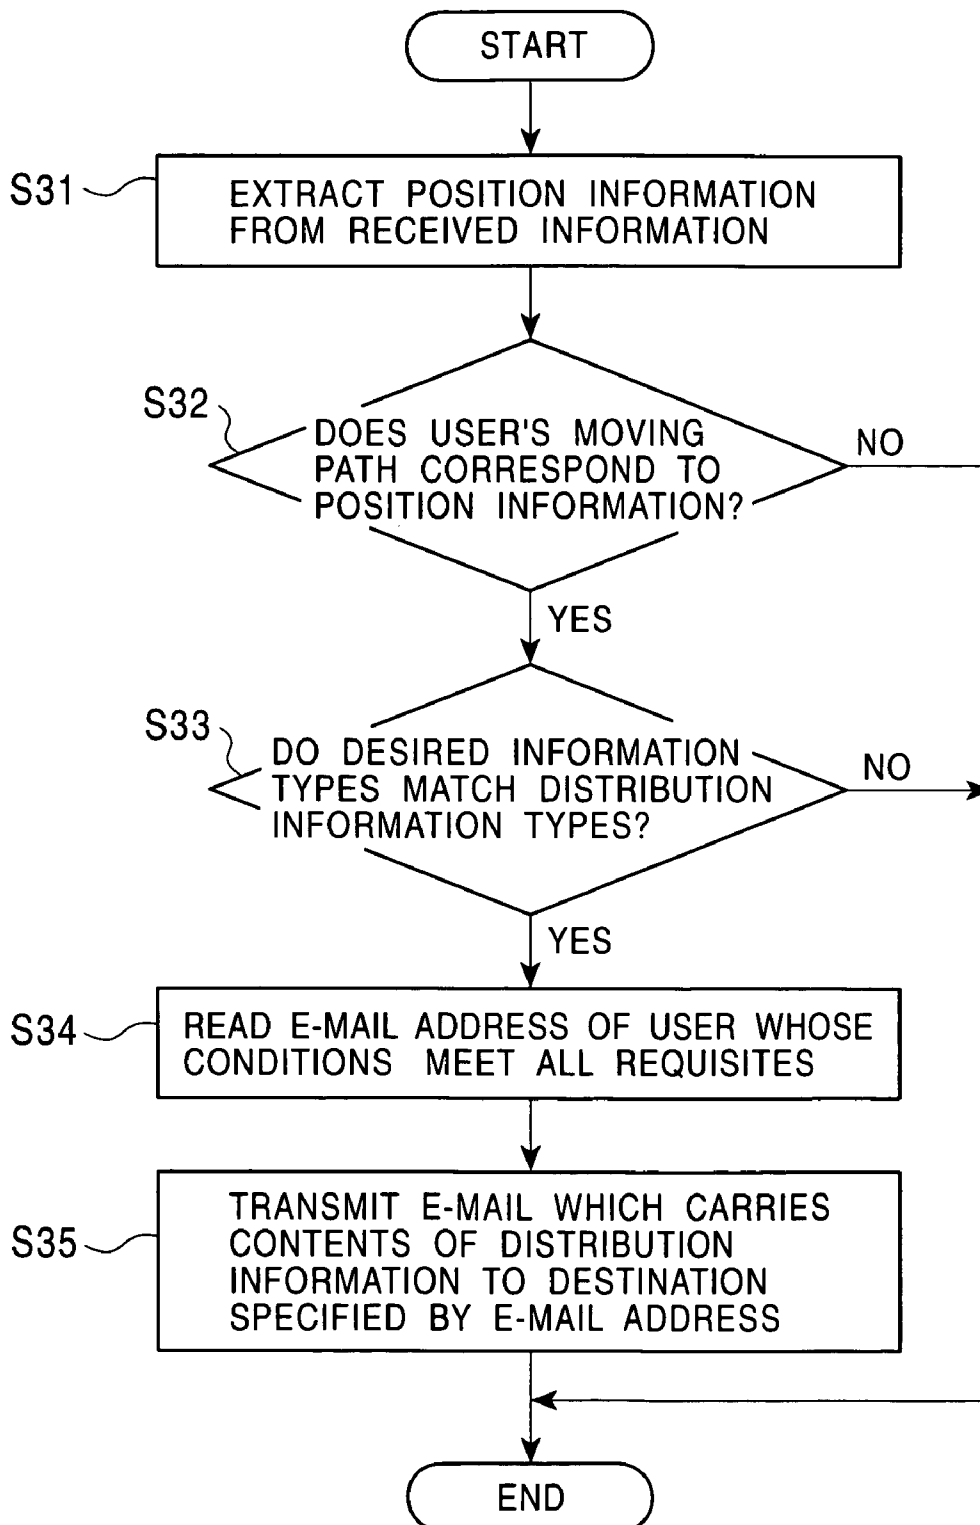 START
S31
EXTRACT POSITION INFORMATION
FROM RECEIVED INFORMATION
S32
DOES USER'S MOVING
PATH CORRESPOND TO
POSITION INFORMATION?
NO
YES
S33
DO DESIRED INFORMATION
TYPES MATCH DISTRIBUTION
INFORMATION TYPES?
NO
YES
S34
READ E-MAIL ADDRESS OF USER WHOSE
CONDITIONS MEET ALL REQUISITES
S35
TRANSMIT E-MAIL WHICH CARRIES
CONTENTS OF DISTRIBUTION
INFORMATION TO DESTINATION
SPECIFIED BY E-MAIL ADDRESS
END